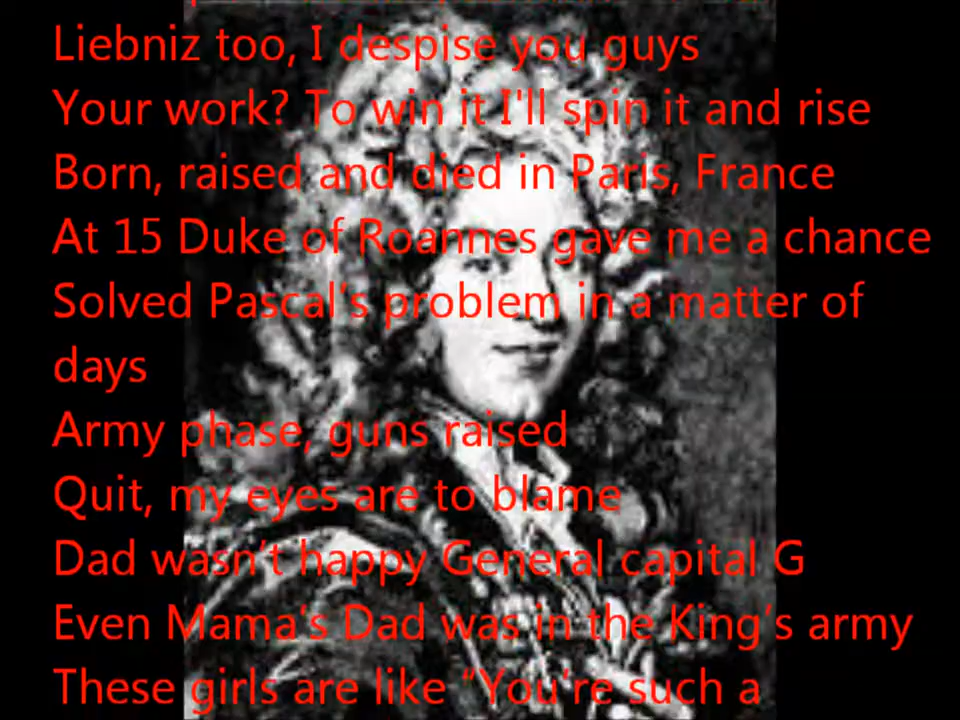 Liebniz too, I despise you guys
Your work? To win it I'll spin it and rise
Born, raised and died in Paris, France
At 15 Duke of Roannes gave me a chance
Solved Pascal's problem in a matter of
days
Army phase, guns raised
Quit, my eyes are to blame
Dad wasn't happy General capital G
Even Mama's Dad was in the King's army
These girls are like "You're such a